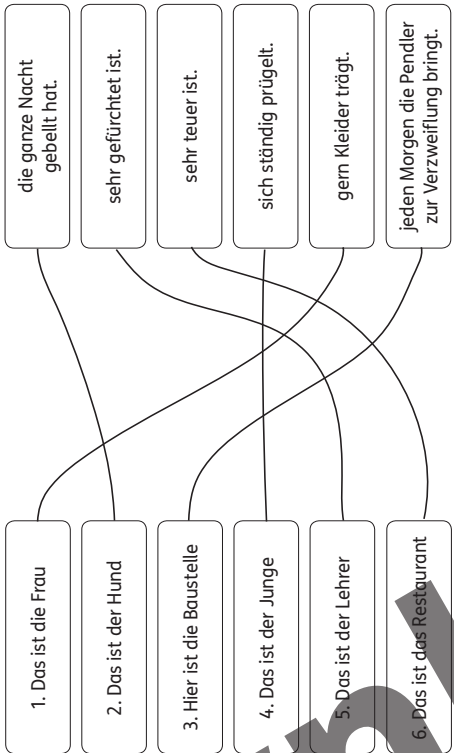 1. Das ist die Frau
2. Das ist der Hund
3. Hier ist die Baustelle
4. Das ist der Junge
5. Das ist der Lehrer
6. Das ist das Restaurant
die ganze Nacht
gebellt hat.
sehr gefürchtet ist.
sehr teuer ist.
sich ständig prügelt.
gern Kleider trägt.
jeden Morgen die Pendler
zur Verzweiflung bringt.